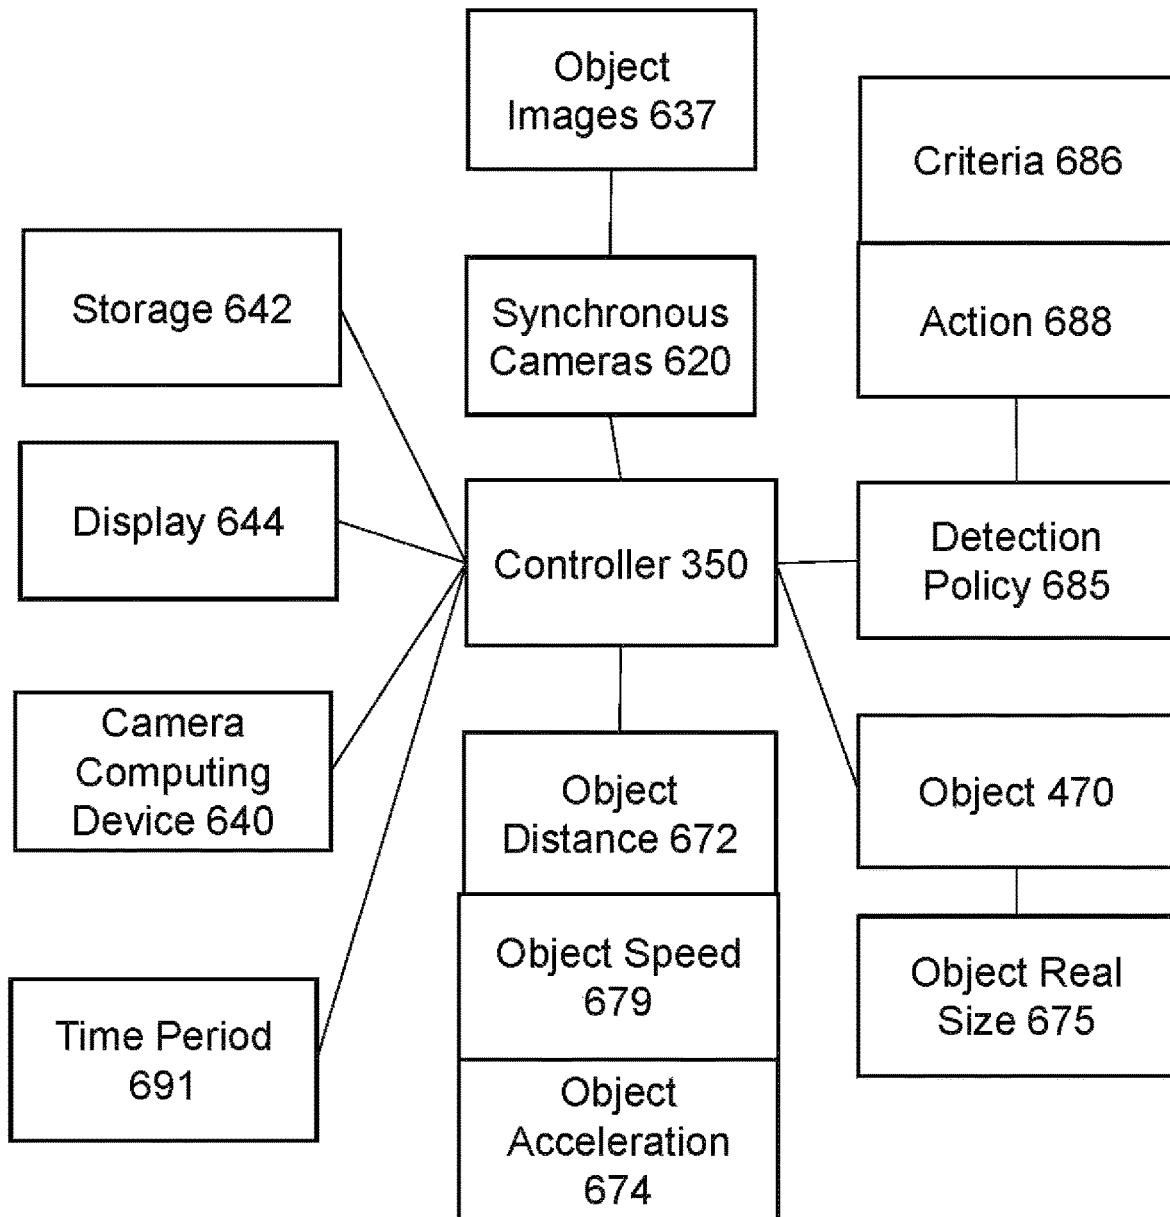 Object
Images 637
Criteria 686
Storage 642
Synchronous
Cameras 620
Action 688
Display 644
Controller 350
Detection
Policy 685
Camera
Computing
Device 640
Object
Distance 672
Object 470
Time Period
691
Object Speed
679
Object Real
Size 675
Object
Acceleration
674